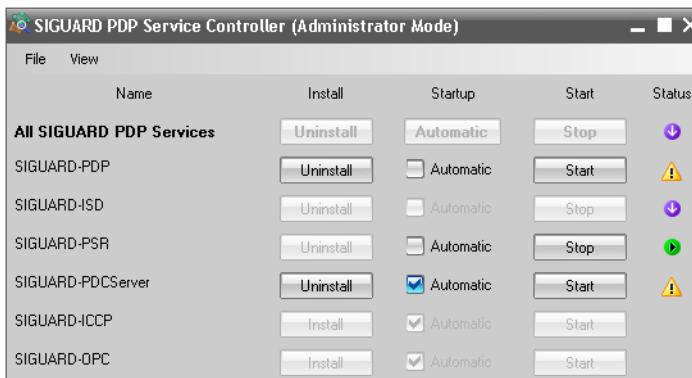 SIGUARD PDP Service Controller (Administrator Mode)
File View
Name Install Startup Start Status
All SIGUARD PDP Services Uninstall Automatic Stop
SIGUARD-PDP Uninstall Automatic Start
SIGUARD-ISD Uninstall Automatic Stop
SIGUARD-PSR Uninstall Automatic Stop
SIGUARD-PDCServer Uninstall Automatic Start
SIGUARD-ICCP Install Automatic Start
SIGUARD-OPC Install Automatic Start